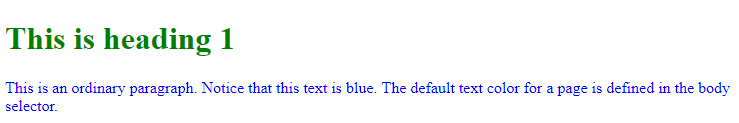 This is heading 1
This is an ordinary paragraph. Notice that this text is blue. The default text color for a page is defined in the body
selector.